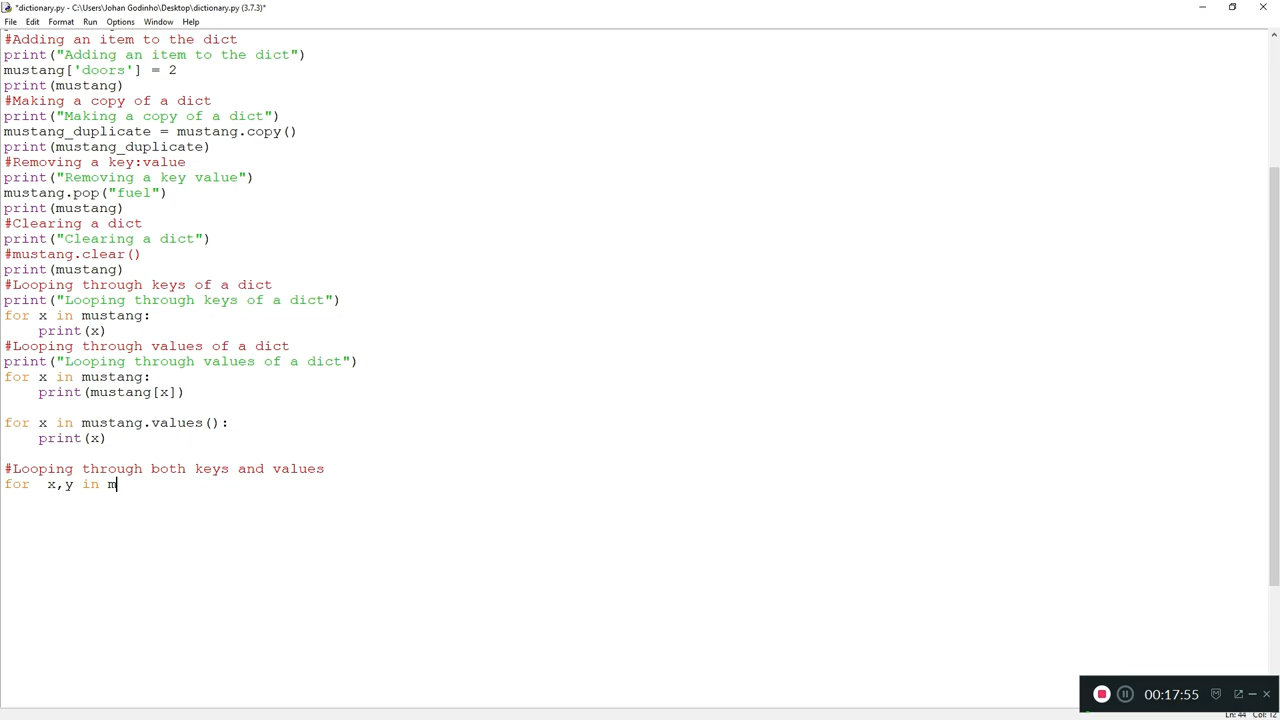 *dictionary.py - C:\Users\Johan Godinho\Desktop\dictionary.py (3.7.3)*
File Edit Format Run Options Window Help
#Adding an item to the dict
print("Adding an item to the dict")
mustang['doors'] = 2
print(mustang)
#Making a copy of a dict
print("Making a copy of a dict")
mustang_duplicate = mustang.copy()
print(mustang_duplicate)
#Removing a key:value
print("Removing a key value")
mustang.pop("fuel")
print(mustang)
#Clearing a dict
print("Clearing a dict")
#mustang.clear()
print(mustang)
#Looping through keys of a dict
print("Looping through keys of a dict")
for x in mustang:
    print(x)
#Looping through values of a dict
print("Looping through values of a dict")
for x in mustang:
    print(mustang[x])
for x in mustang.values():
    print(x)
#Looping through both keys and values
for  x,y in m
00:17:55
Ln: 44 Col: 12